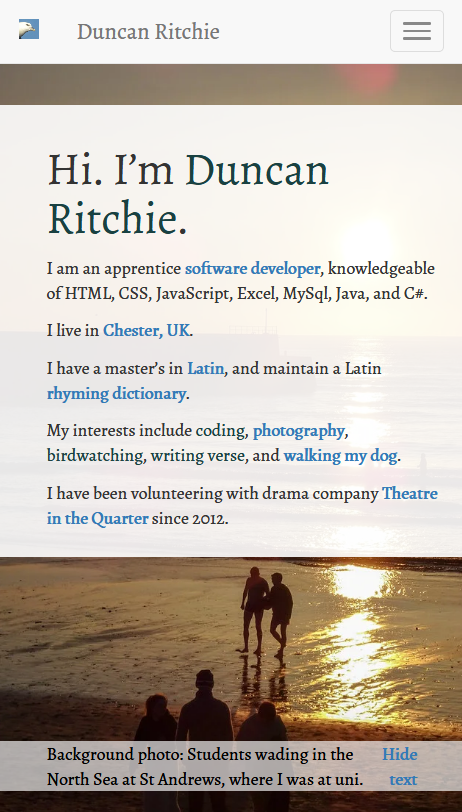 Duncan Ritchie
Hi. I’m Duncan
Ritchie.
I am an apprentice software developer, knowledgeable
of HTML, CSS, JavaScript, Excel, MySql, Java, and C#.
I live in Chester, UK.
I have a master’s in Latin, and maintain a Latin
rhyming dictionary.
My interests include coding, photography,
birdwatching, writing verse, and walking my dog.
I have been volunteering with drama company Theatre
in the Quarter since 2012.
Background photo: Students wading in the
North Sea at St Andrews, where I was at uni.
Hide
text